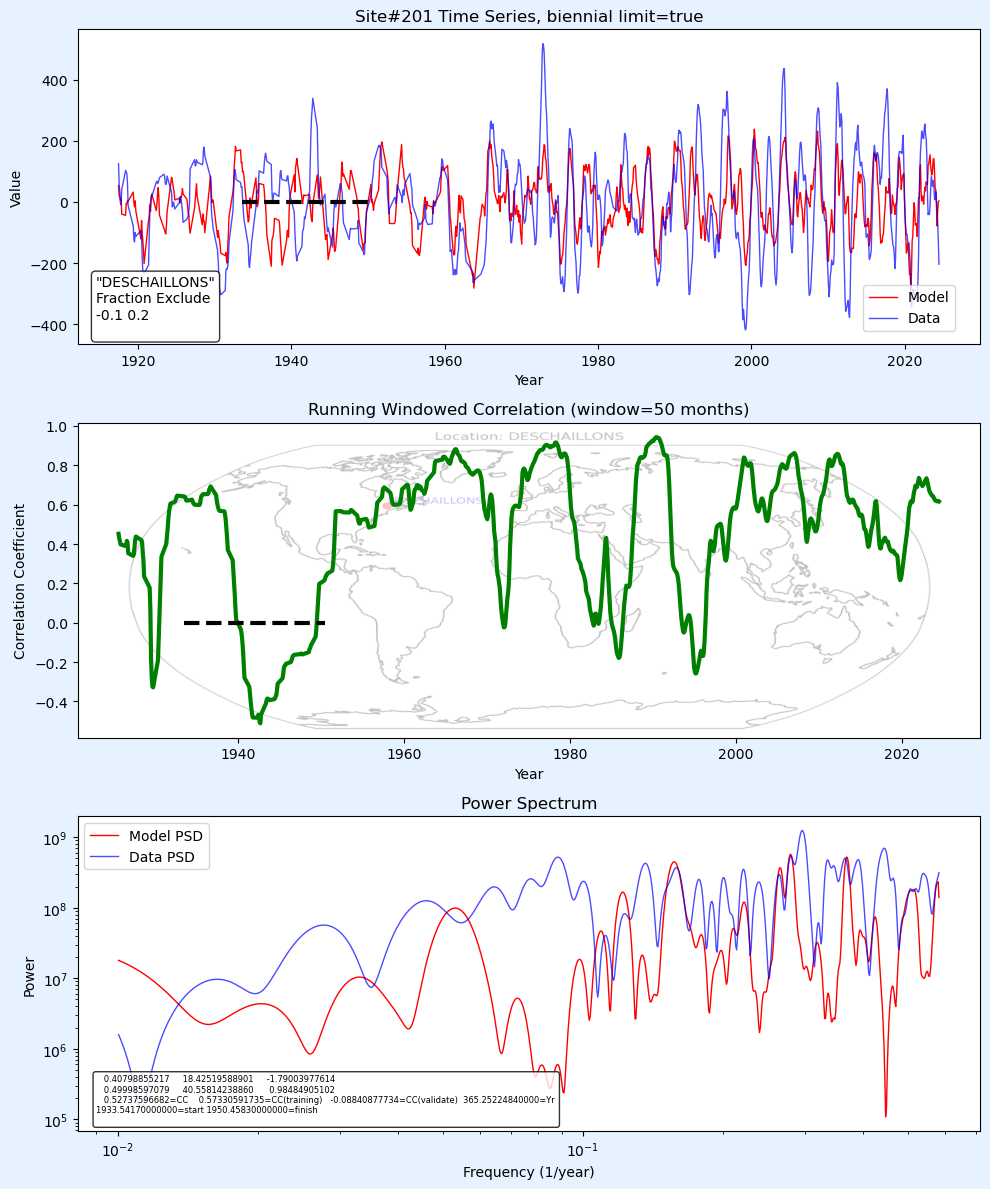 Site#201 Time Series, biennial limit=true
Value
400
200
0
−200
−400
"DESCHAILLONS"
Fraction Exclude
-0.1 0.2
Model
Data
1920
1940
1960
1980
2000
2020
Year
Running Windowed Correlation (window=50 months)
Location: DESCHAILLONS
Correlation Coefficient
1.0
0.8
0.6
0.4
0.2
0.0
−0.2
−0.4
1940
1960
1980
2000
2020
Year
Power Spectrum
Model PSD
Data PSD
Power
10⁹
10⁸
10⁷
10⁶
10⁵
0.40798855217 18.42519588901 -1.79003977614
0.49998597079 40.55814238860 0.98484905102
0.52737596682=CC 0.57330591735=CC(training) -0.08840877734=CC(validate) 365.25224840000=Yr
1933.54170000000=start 1950.45830000000=finish
10⁻²
10⁻¹
Frequency (1/year)